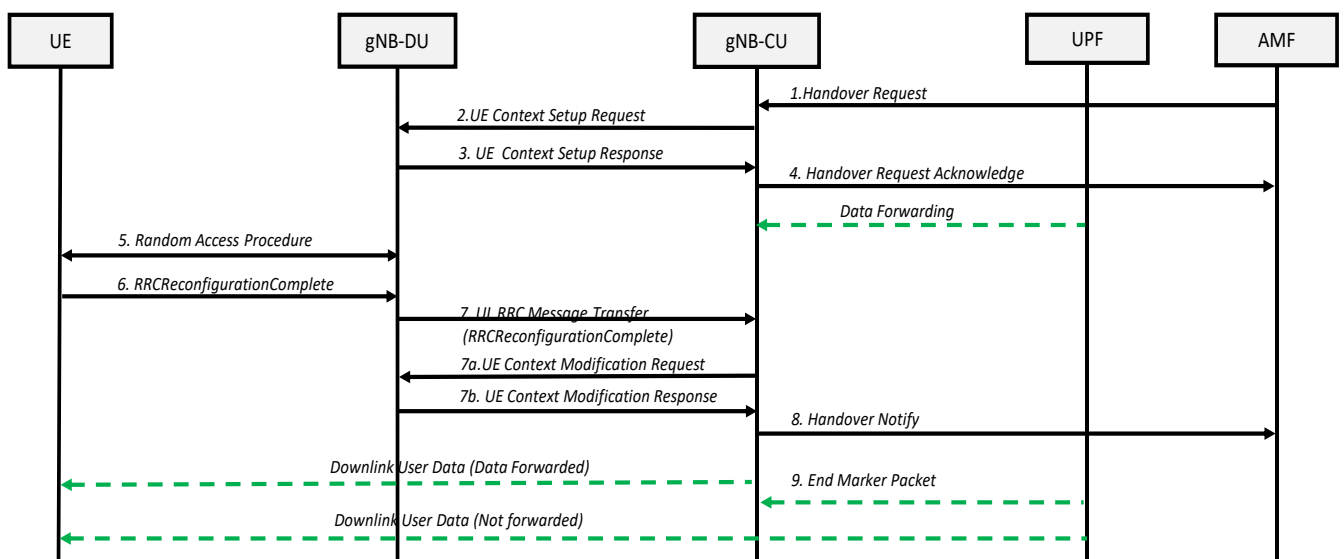 UE
gNB-DU
gNB-CU
UPF
AMF
1.Handover Request
2.UE Context Setup Request
3. UE Context Setup Response
4. Handover Request Acknowledge
Data Forwarding
5. Random Access Procedure
6. RRCReconfigurationComplete
7. UL RRC Message Transfer
(RRCReconfigurationComplete)
7a.UE Context Modification Request
7b. UE Context Modification Response
8. Handover Notify
Downlink User Data (Data Forwarded)
9. End Marker Packet
Downlink User Data (Not forwarded)